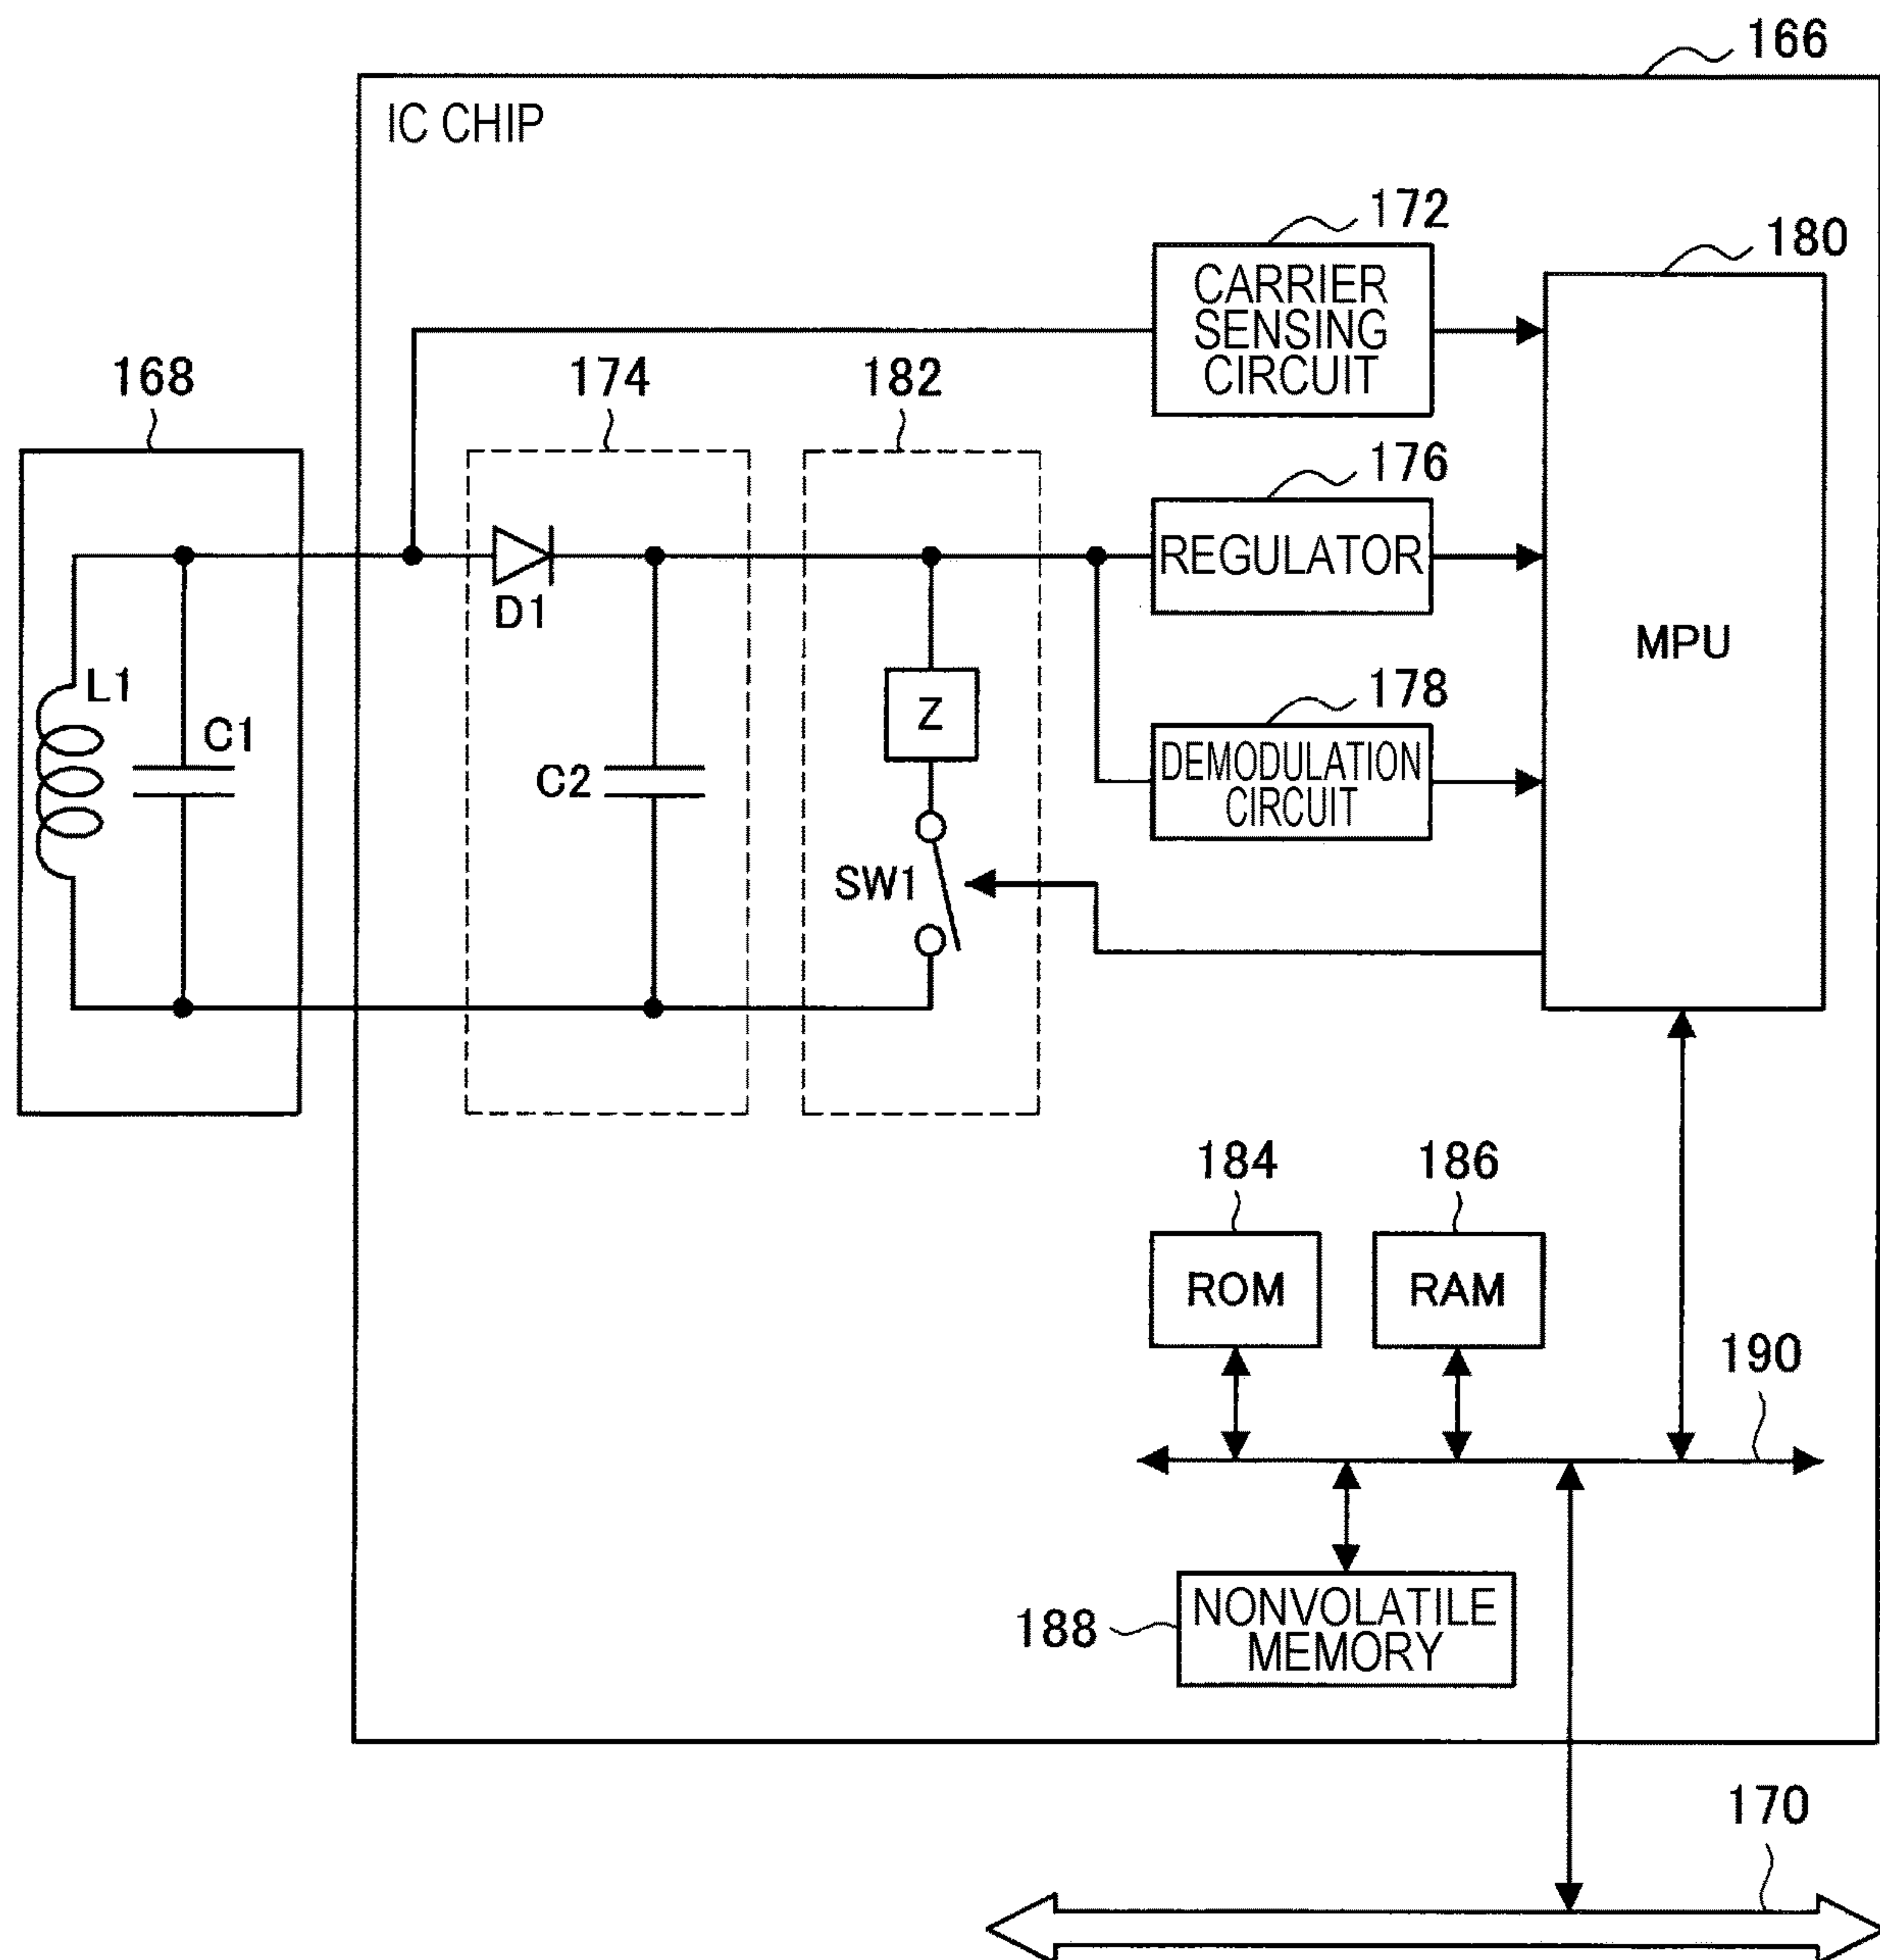 166
IC CHIP
172
180
CARRIER
SENSING
CIRCUIT
168
174
182
176
REGULATOR
D1
MPU
L1
C1
Z
178
C2
DEMODULATION
CIRCUIT
SW1
184
186
ROM
RAM
190
NONVOLATILE
MEMORY
188
170